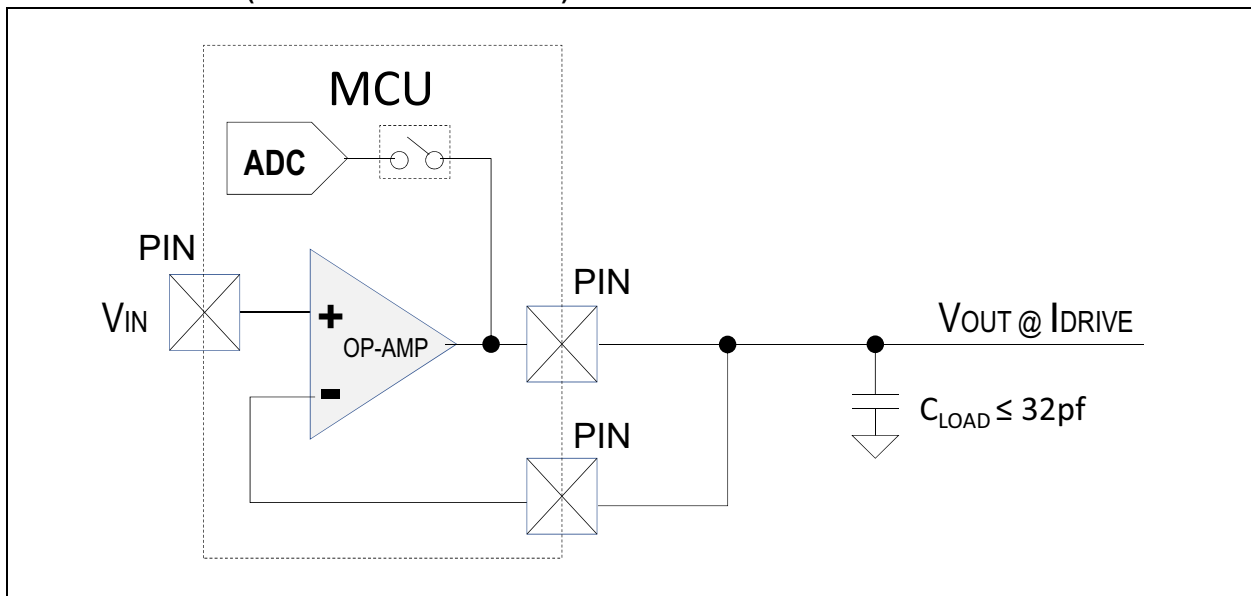 MCU
ADC
PIN
VIN
+
OP-AMP
-
PIN
VOUT @ IDRIVE
CLOAD ≤ 32pf
PIN